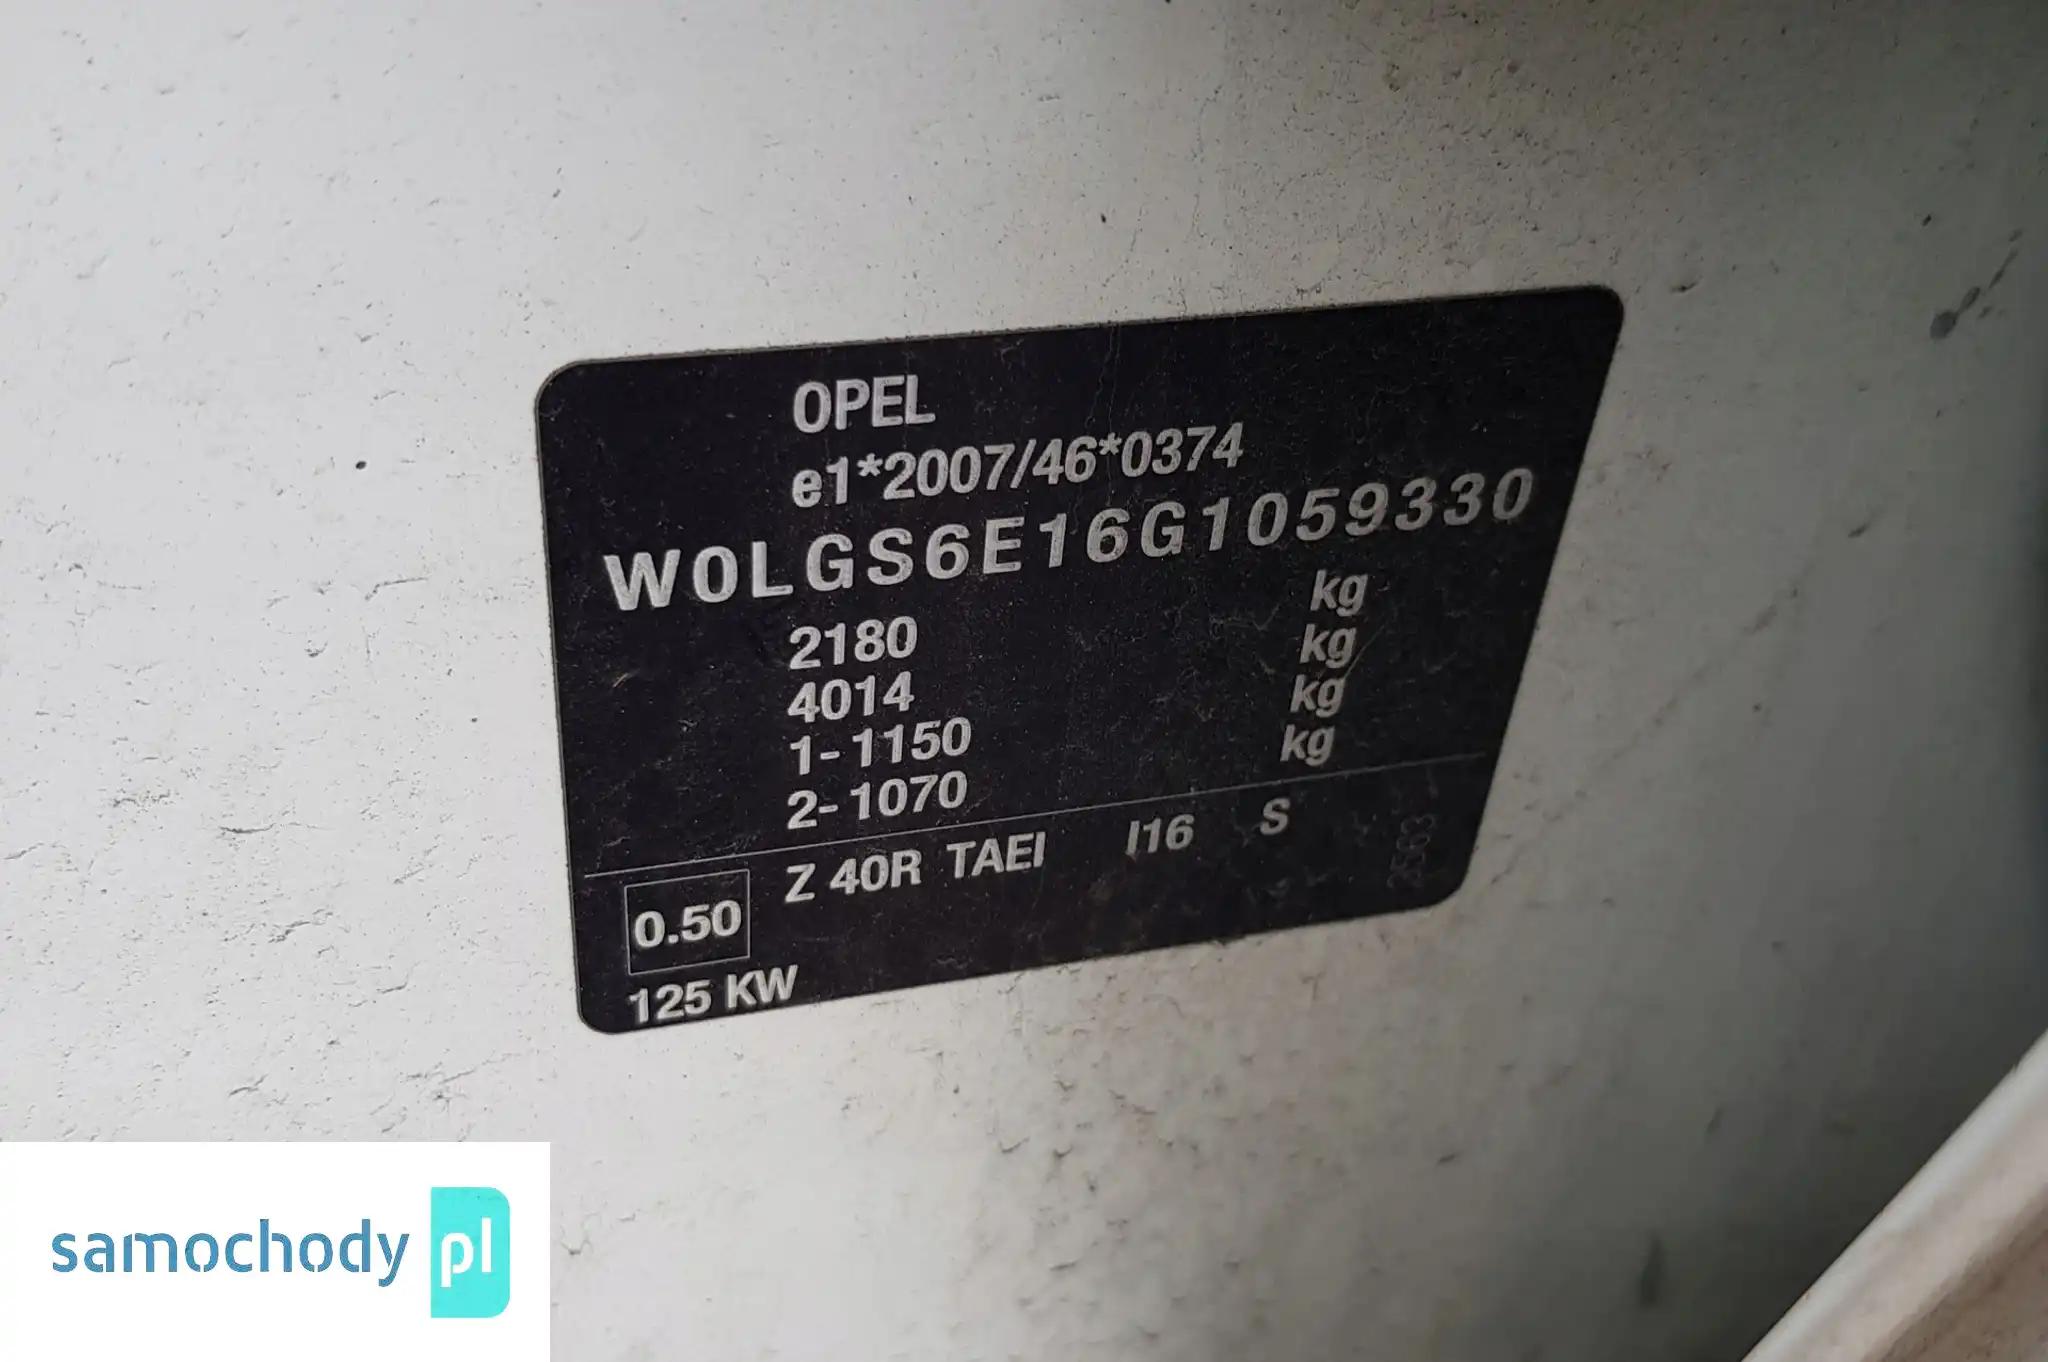 OPEL
e1*2007/46*0374
W0LGS6E16G1059330
2180 kg
4014 kg
1-1150 kg
2-1070 kg
Z 40R TAEI I16 S
0.50
125 KW
2563
samochody pl